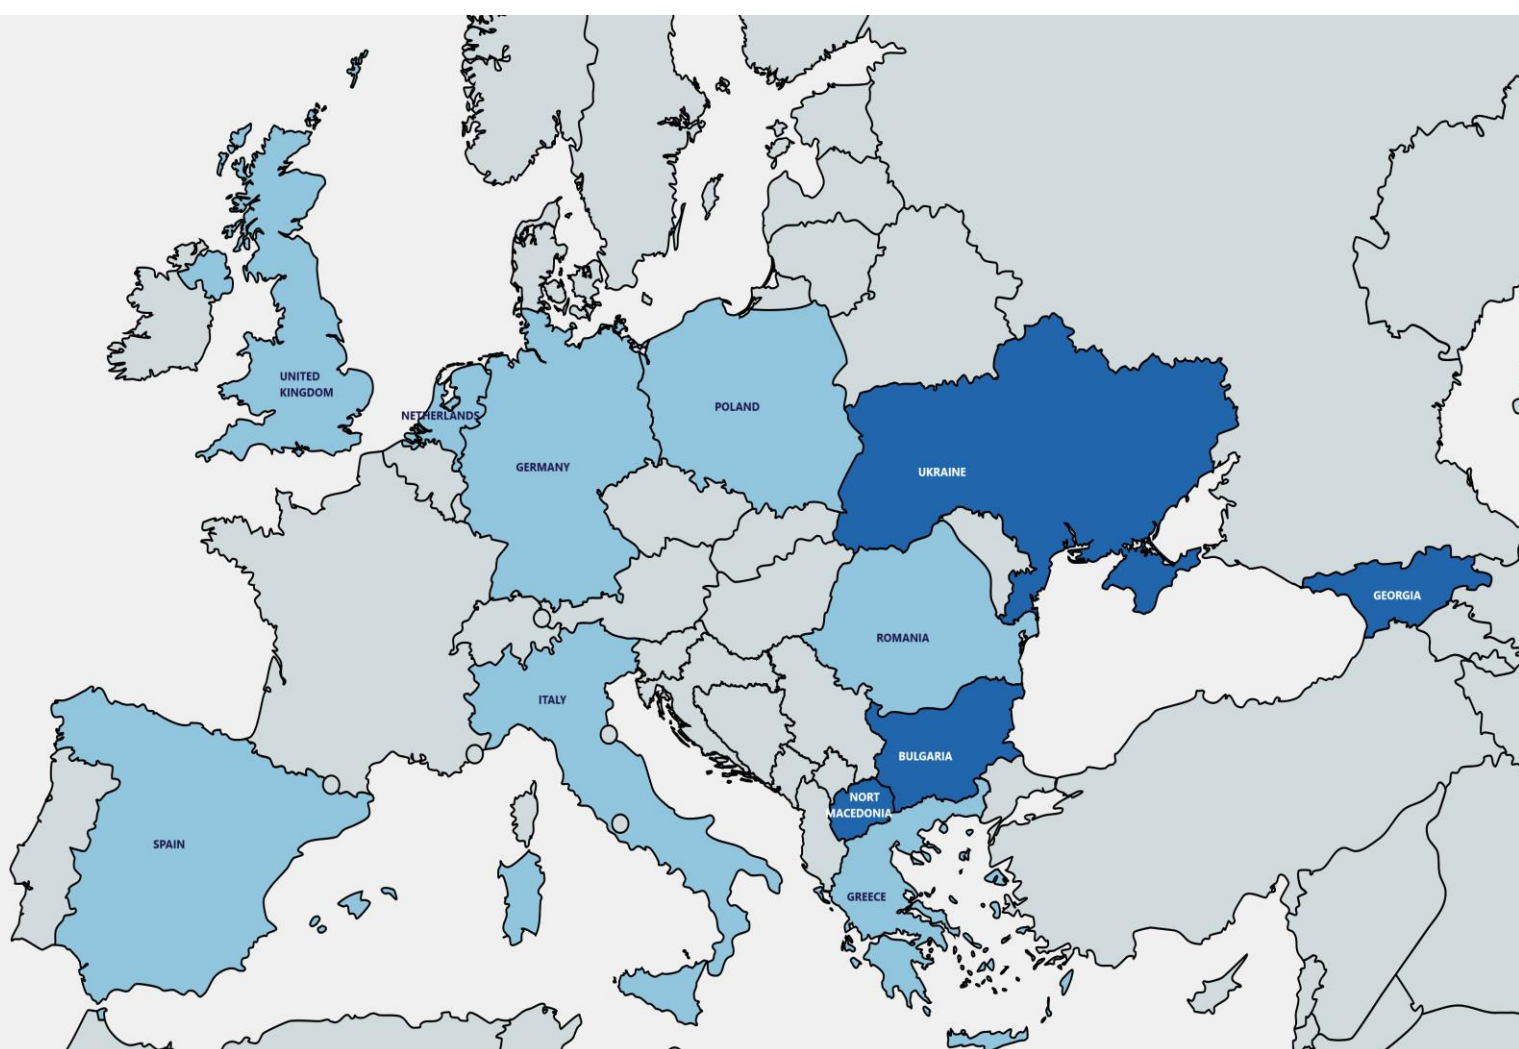 UNITED
KINGDOM
NETHERLANDS
POLAND
GERMANY
UKRAINE
GEORGIA
ROMANIA
ITALY
BULGARIA
NORT
MACEDONIA
SPAIN
GREECE